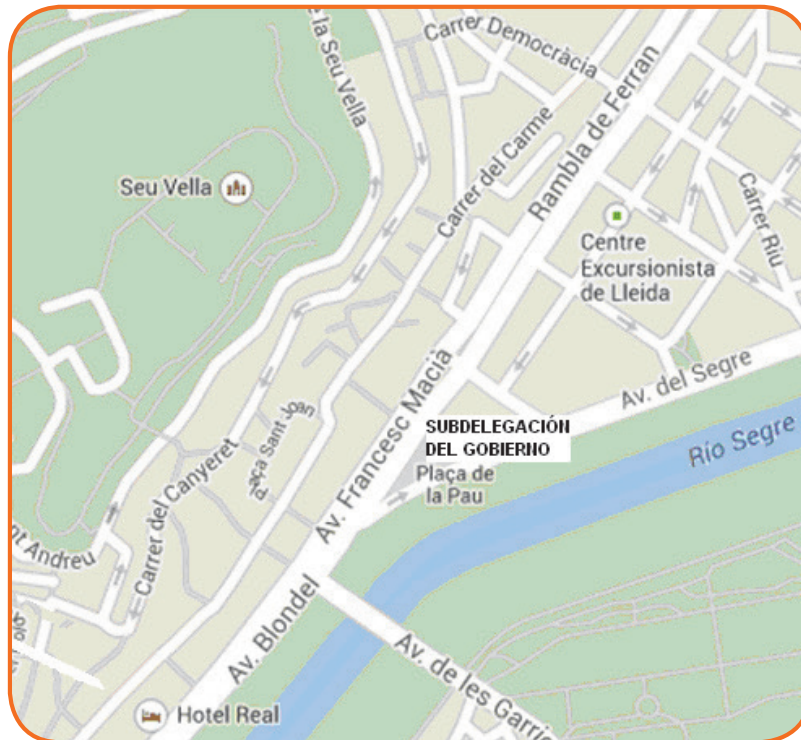 Carrer Democràcia
de la Seu Vella
Rambla de Ferran
Carrer del Carme
Seu Vella
Carrer Riu
Centre
Excursionista
de Lleida
Av. del Segre
Av. Francesc Macià
SUBDELEGACIÓN
DEL GOBIERNO
Plaça Sant Joan
Río Segre
Plaça de
la Pau
Carrer del Canyeret
Andreu
Av. Blondel
Av. de les Garri
Hotel Real